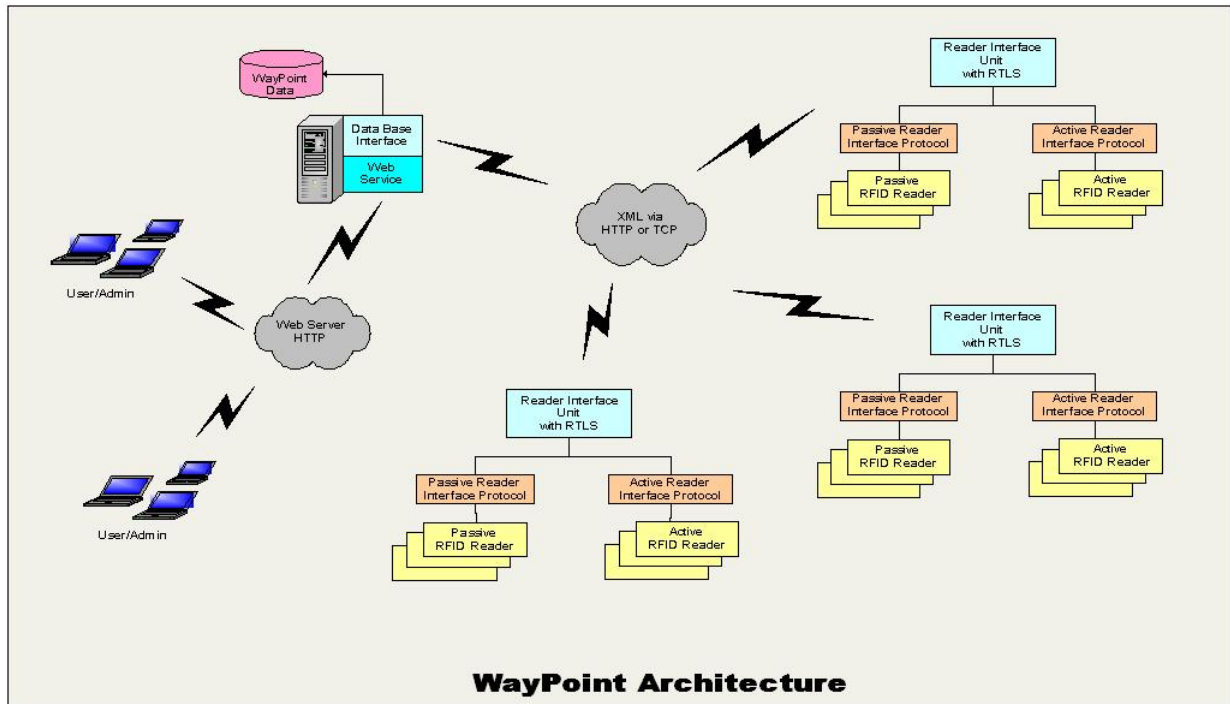 WayPoint
Data
Data Base
Interface
Web
Service
User/Admin
Web Server
HTTP
User/Admin
XML via
HTTP or TCP
Reader Interface
Unit
with RTLS
Passive Reader
Interface Protocol
Active Reader
Interface Protocol
Passive
RFID Reader
Active
RFID Reader
Reader Interface
Unit
with RTLS
Passive Reader
Interface Protocol
Active Reader
Interface Protocol
Passive
RFID Reader
Active
RFID Reader
Reader Interface
Unit
with RTLS
Passive Reader
Interface Protocol
Active Reader
Interface Protocol
Passive
RFID Reader
Active
RFID Reader
WayPoint Architecture